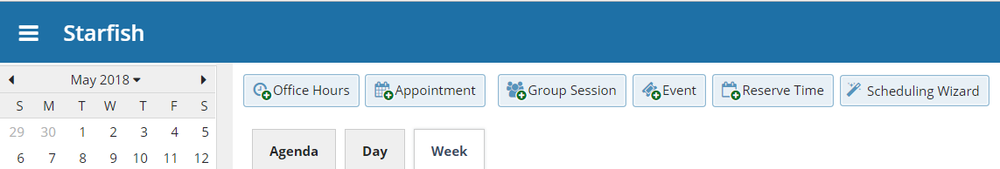 Starfish
May 2018
Office Hours
Appointment
Group Session
Event
Reserve Time
Scheduling Wizard
S M T W T F S
29 30 1 2 3 4 5
6 7 8 9 10 11 12
Agenda
Day
Week